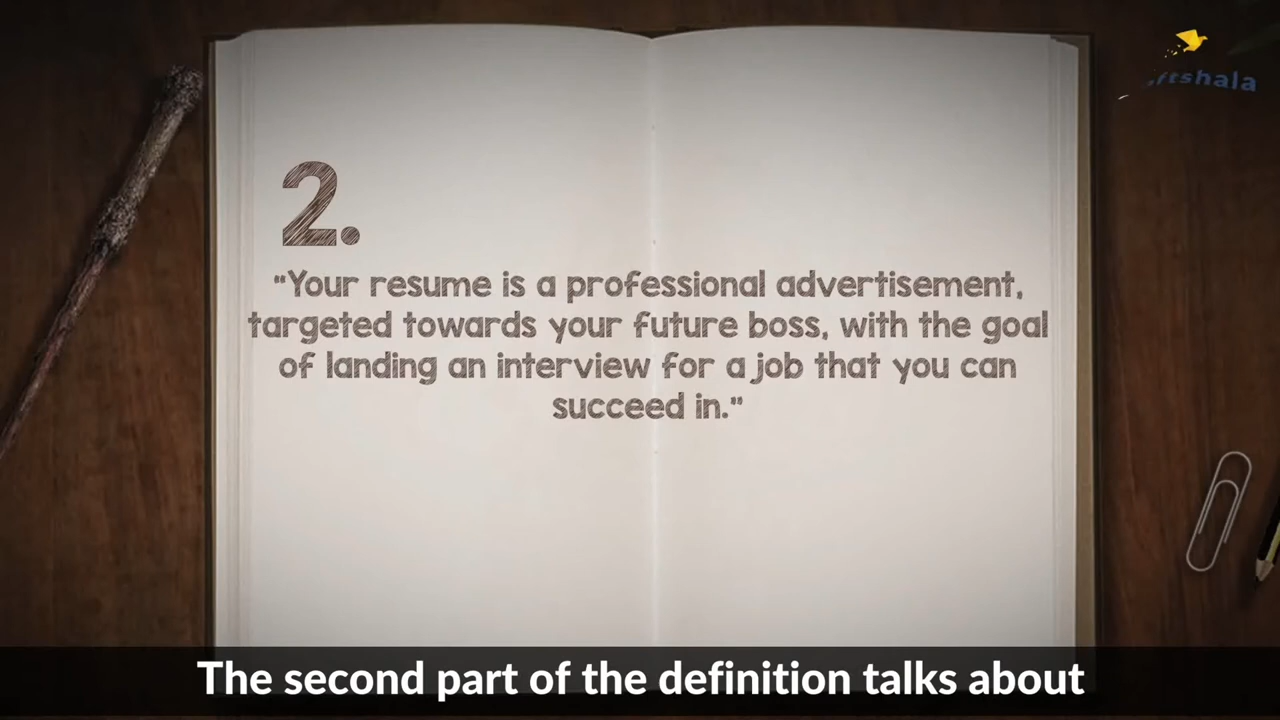 2.
"Your resume is a professional advertisement,
targeted towards your future boss, with the goal
of landing an interview for a job that you can
succeed in."
The second part of the definition talks about